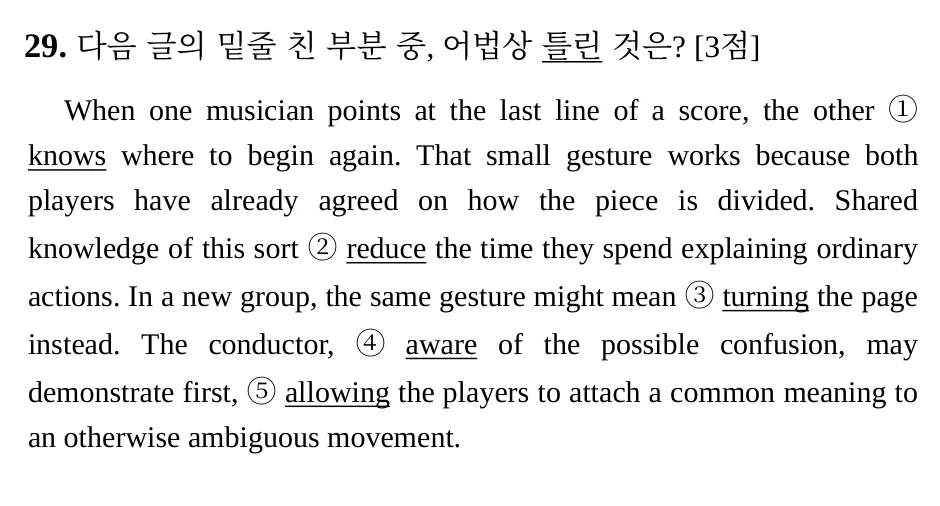 29. 다음 글의 밑줄 친 부분 중, 어법상 틀린 것은? [3점]
When one musician points at the last line of a score, the other ①
knows where to begin again. That small gesture works because both
players have already agreed on how the piece is divided. Shared
knowledge of this sort ② reduce the time they spend explaining ordinary
actions. In a new group, the same gesture might mean ③ turning the page
instead. The conductor, ④ aware of the possible confusion, may
demonstrate first, ⑤ allowing the players to attach a common meaning to
an otherwise ambiguous movement.